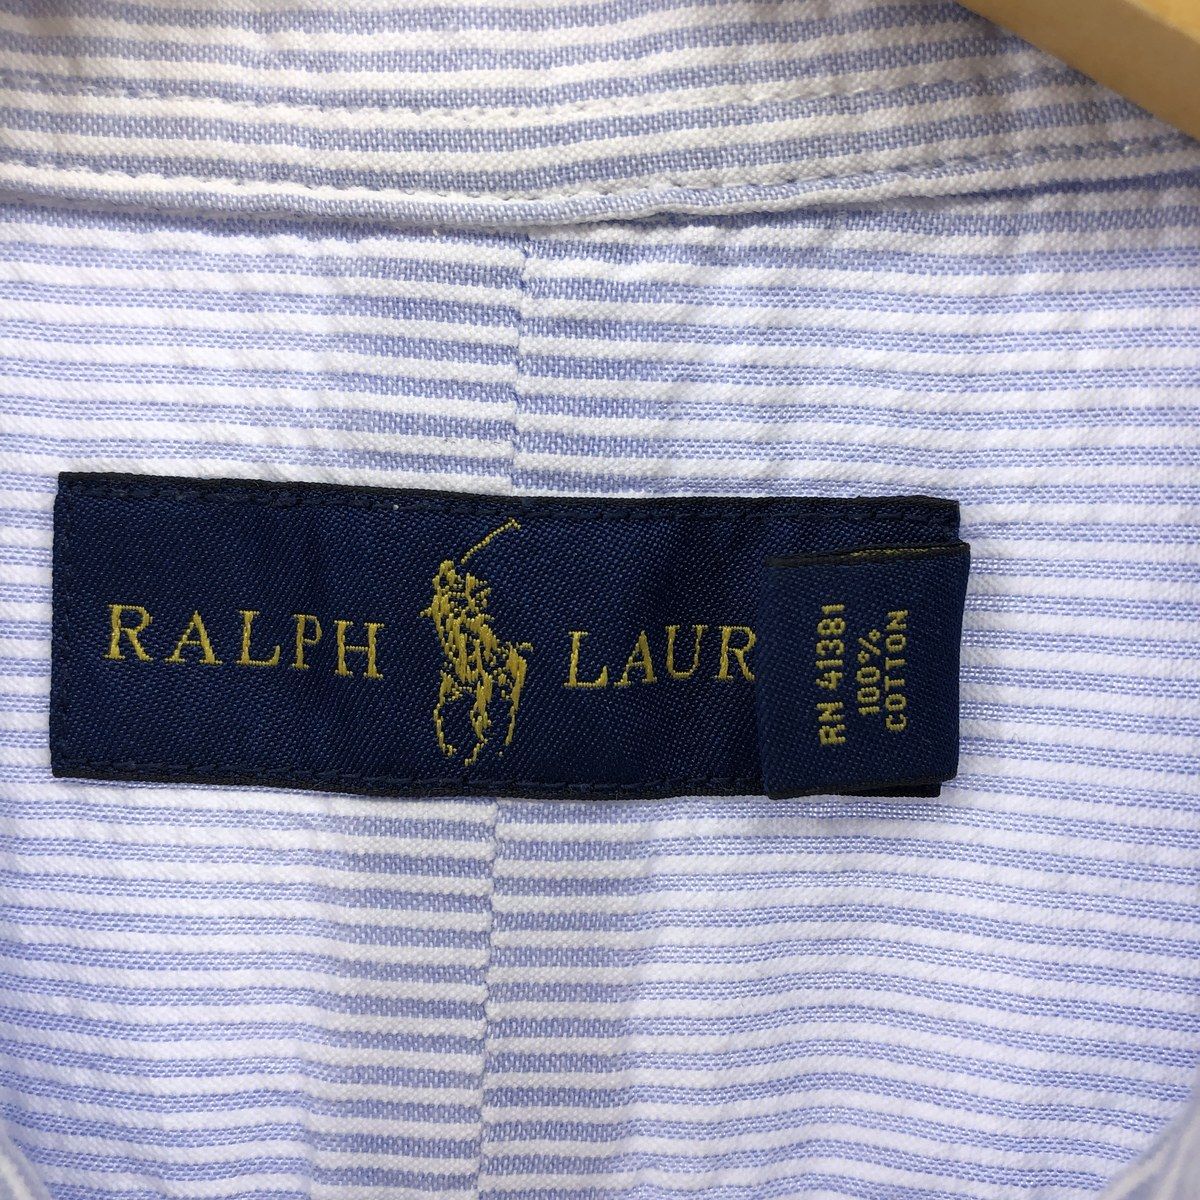 RALPH LAUR
RN 41381
100%
COTTON